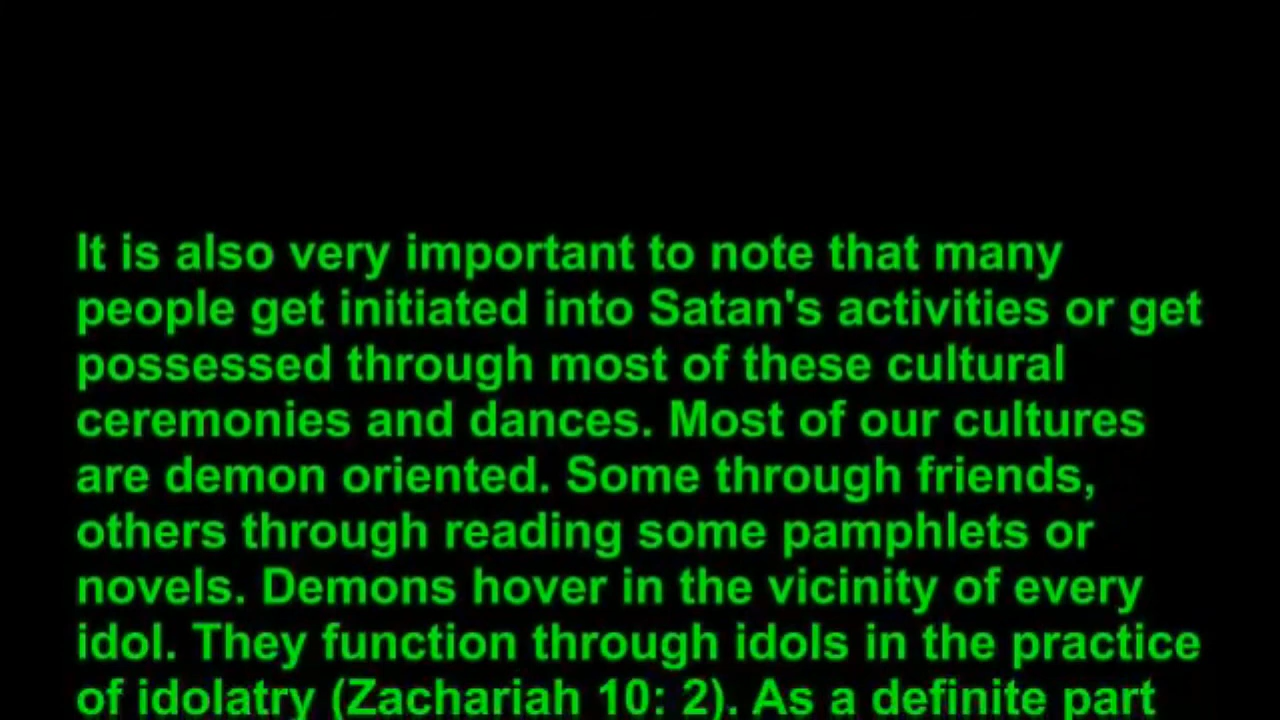 It is also very important to note that many
people get initiated into Satan's activities or get
possessed through most of these cultural
ceremonies and dances. Most of our cultures
are demon oriented. Some through friends,
others through reading some pamphlets or
novels. Demons hover in the vicinity of every
idol. They function through idols in the practice
of idolatry (Zachariah 10: 2). As a definite part